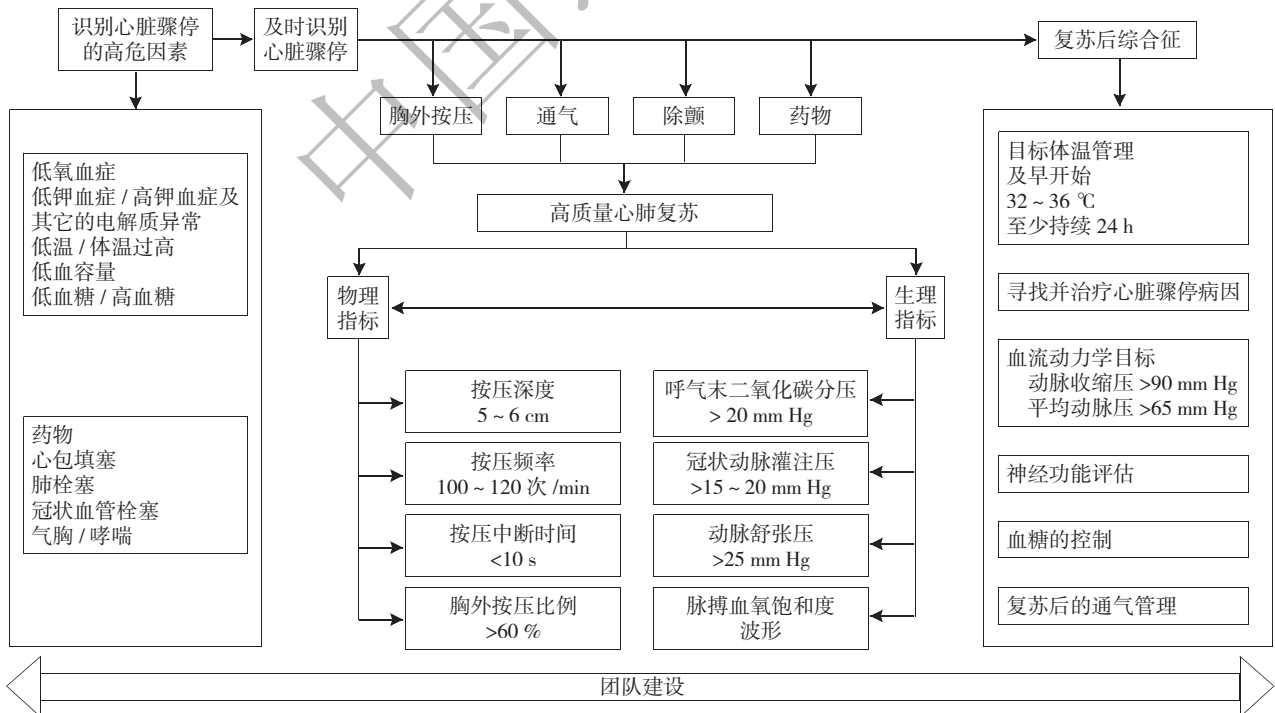 识别心脏骤停
的高危因素
及时识别
心脏骤停
复苏后综合征
胸外按压
通气
除颤
药物
高质量心肺复苏
物理
指标
生理
指标
低氧血症
低钾血症 / 高钾血症及
其它的电解质异常
低温 / 体温过高
低血容量
低血糖 / 高血糖
药物
心包填塞
肺栓塞
冠状血管栓塞
气胸 / 哮喘
按压深度
5 ~ 6 cm
按压频率
100 ~ 120 次 /min
按压中断时间
<10 s
胸外按压比例
>60 %
呼气末二氧化碳分压
> 20 mm Hg
冠状动脉灌注压
>15 ~ 20 mm Hg
动脉舒张压
>25 mm Hg
脉搏血氧饱和度
波形
目标体温管理
及早开始
32 ~ 36 ℃
至少持续 24 h
寻找并治疗心脏骤停病因
血流动力学目标
动脉收缩压 >90 mm Hg
平均动脉压 >65 mm Hg
神经功能评估
血糖的控制
复苏后的通气管理
团队建设
中国